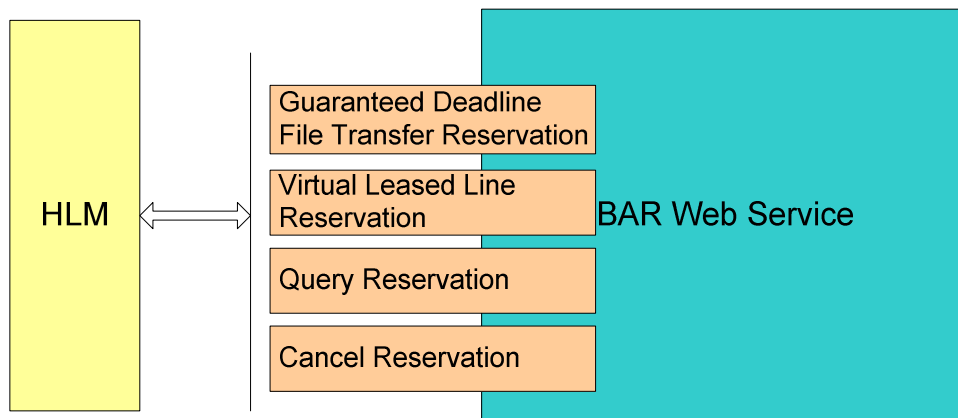 HLM
Guaranteed Deadline
File Transfer Reservation
Virtual Leased Line
Reservation
Query Reservation
Cancel Reservation
BAR Web Service